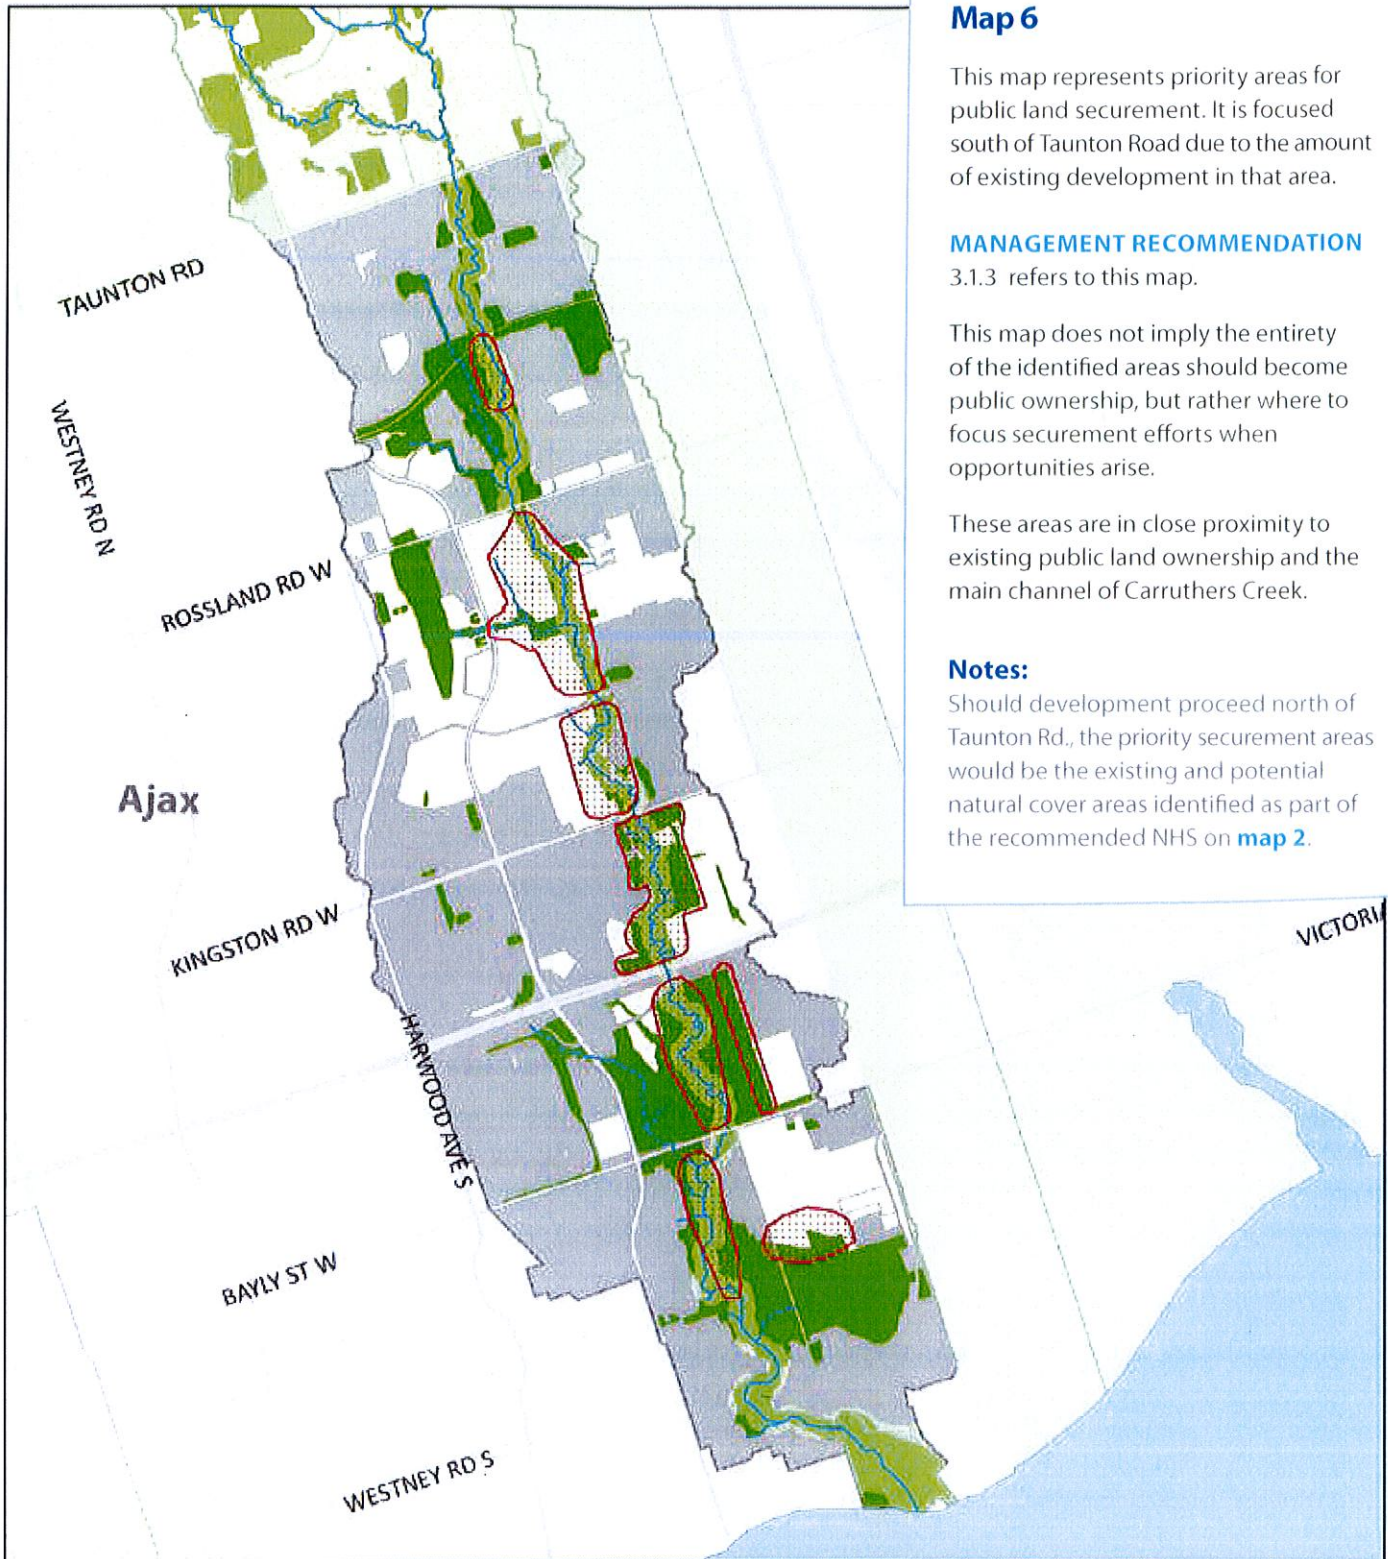 Map 6
This map represents priority areas for
public land securement. It is focused
south of Taunton Road due to the amount
of existing development in that area.
MANAGEMENT RECOMMENDATION
3.1.3 refers to this map.
This map does not imply the entirety
of the identified areas should become
public ownership, but rather where to
focus securement efforts when
opportunities arise.
These areas are in close proximity to
existing public land ownership and the
main channel of Carruthers Creek.
Notes:
Should development proceed north of
Taunton Rd., the priority securement areas
would be the existing and potential
natural cover areas identified as part of
the recommended NHS on map 2.
TAUNTON RD
WESTNEY RD N
ROSSLAND RD W
Ajax
KINGSTON RD W
HARWOOD AVE S
BAYLY ST W
WESTNEY RD S
VICTORIA